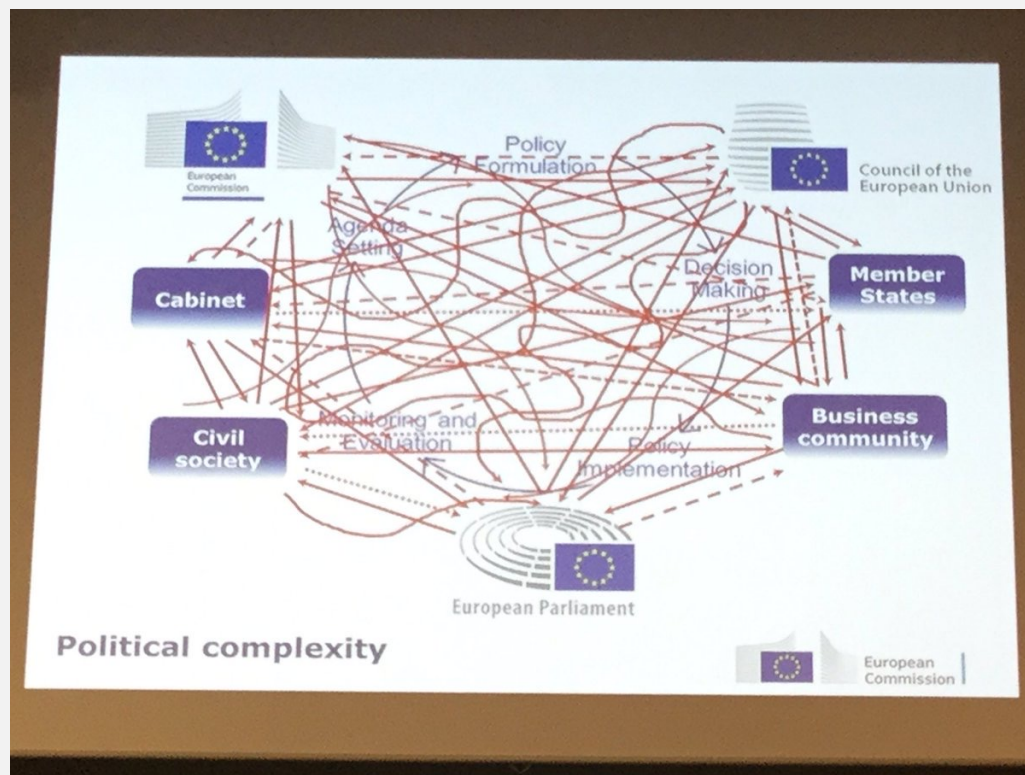 European
Commission
Policy
Formulation
Council of the
European Union
Agenda
Setting
Cabinet
Decision
Making
Member
States
Civil
society
Monitoring and
Evaluation
Policy
Implementation
Business
community
European Parliament
Political complexity
European
Commission